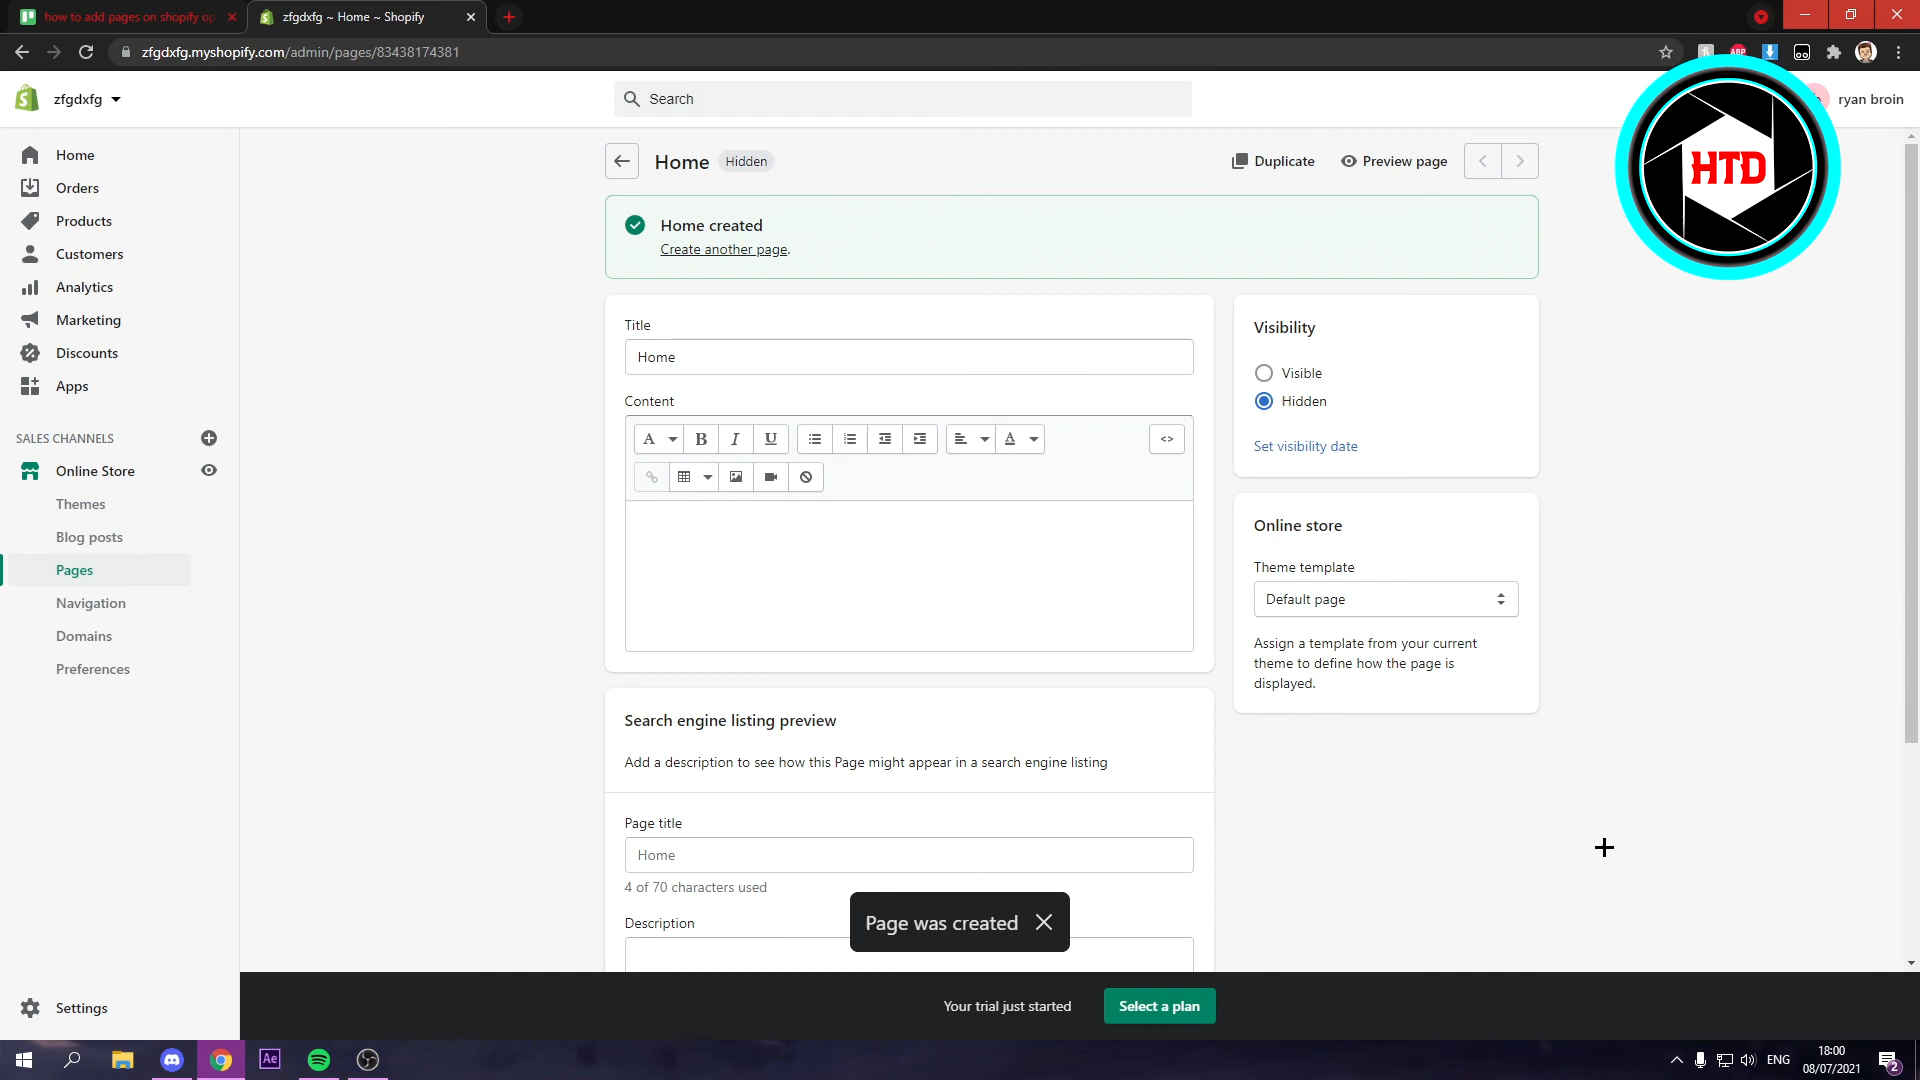 how to add pages on shopify op
zfgdxfg ~ Home ~ Shopify
zfgdxfg.myshopify.com/admin/pages/83438174381
ABP
zfgdxfg
Search
ryan broin
HTD
Home
Orders
Products
Customers
Analytics
Marketing
Discounts
Apps
SALES CHANNELS
Online Store
Themes
Blog posts
Pages
Navigation
Domains
Preferences
Settings
Home Hidden
Duplicate
Preview page
Home created
Create another page.
Title
Home
Content
A B I U
A
<>
Search engine listing preview
Add a description to see how this Page might appear in a search engine listing
Page title
Home
4 of 70 characters used
Description
Visibility
Visible
Hidden
Set visibility date
Online store
Theme template
Default page
Assign a template from your current
theme to define how the page is
displayed.
Page was created
Your trial just started
Select a plan
Ae
ENG
18:00
08/07/2021
2